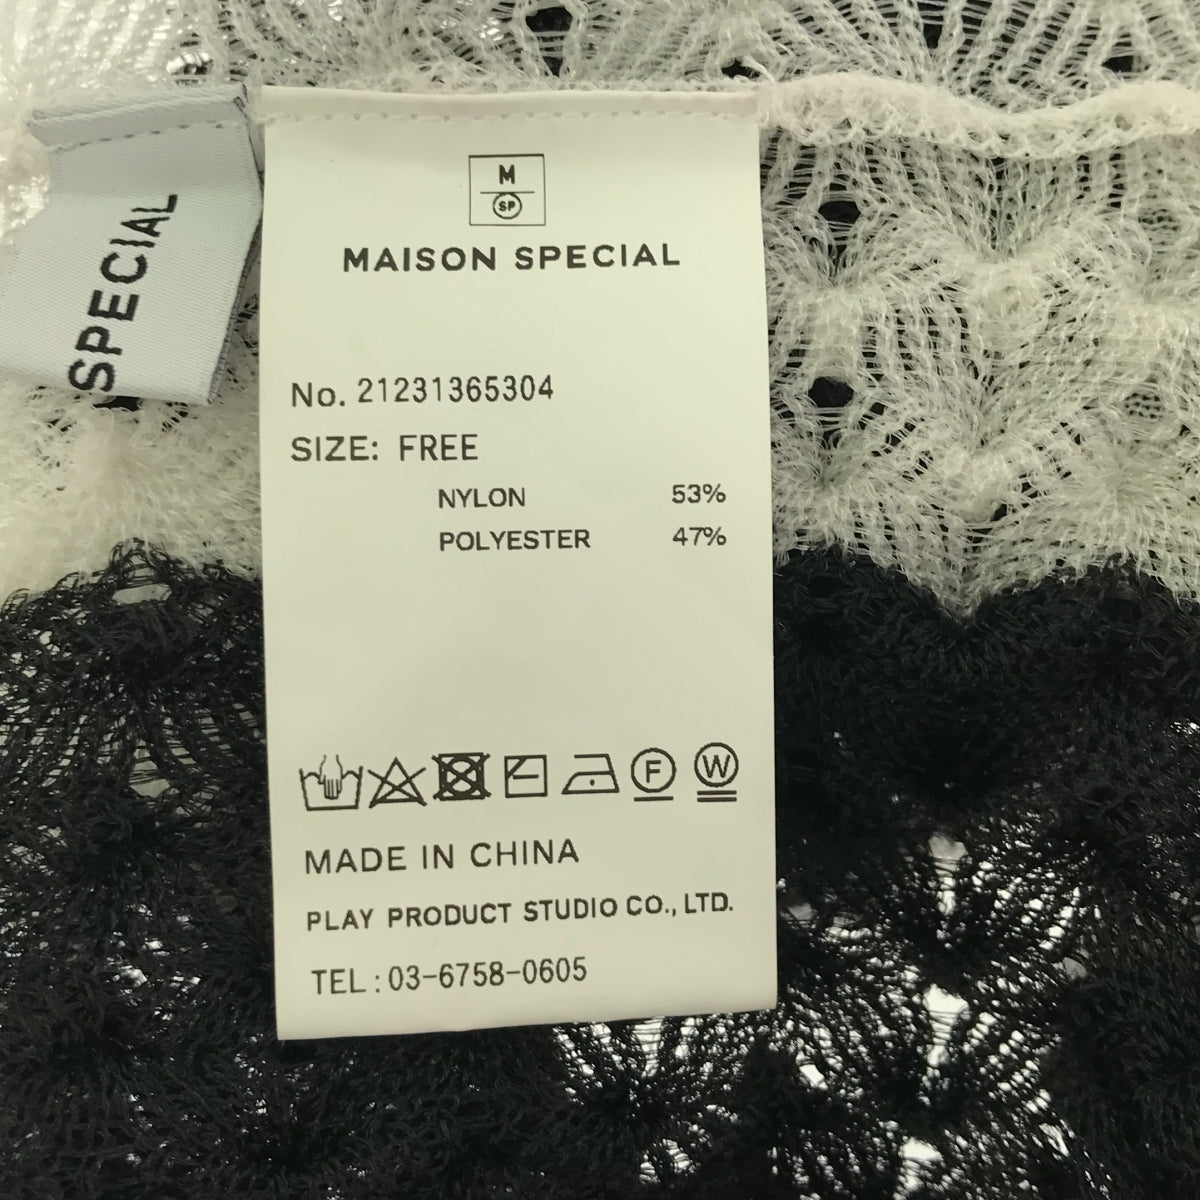 SPECIAL
M
SP
MAISON SPECIAL
No. 21231365304
SIZE: FREE
NYLON 53%
POLYESTER 47%
F W
MADE IN CHINA
PLAY PRODUCT STUDIO CO., LTD.
TEL : 03-6758-0605